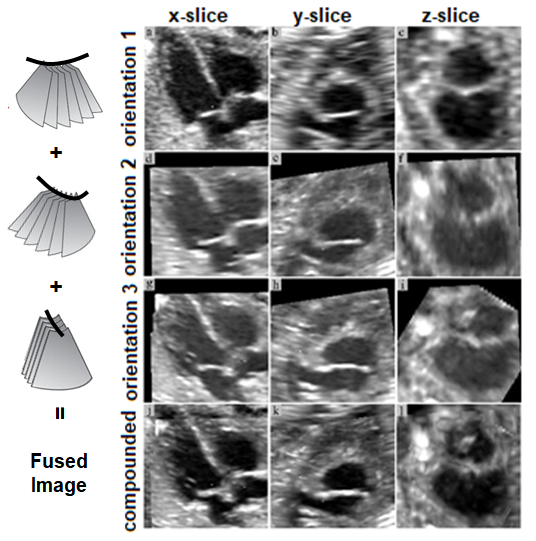 x-slice y-slice z-slice
orientation 1
a b c
+
orientation 2
d e f
+
orientation 3
g h i
=
compounded
j k l
Fused
Image